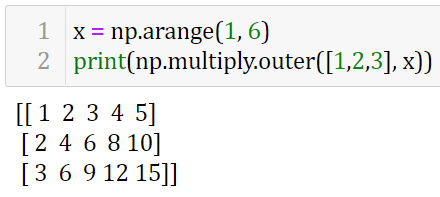 1 x = np.arange(1, 6)
2 print(np.multiply.outer([1,2,3], x))
[[ 1 2 3 4 5]
[ 2 4 6 8 10]
[ 3 6 9 12 15]]